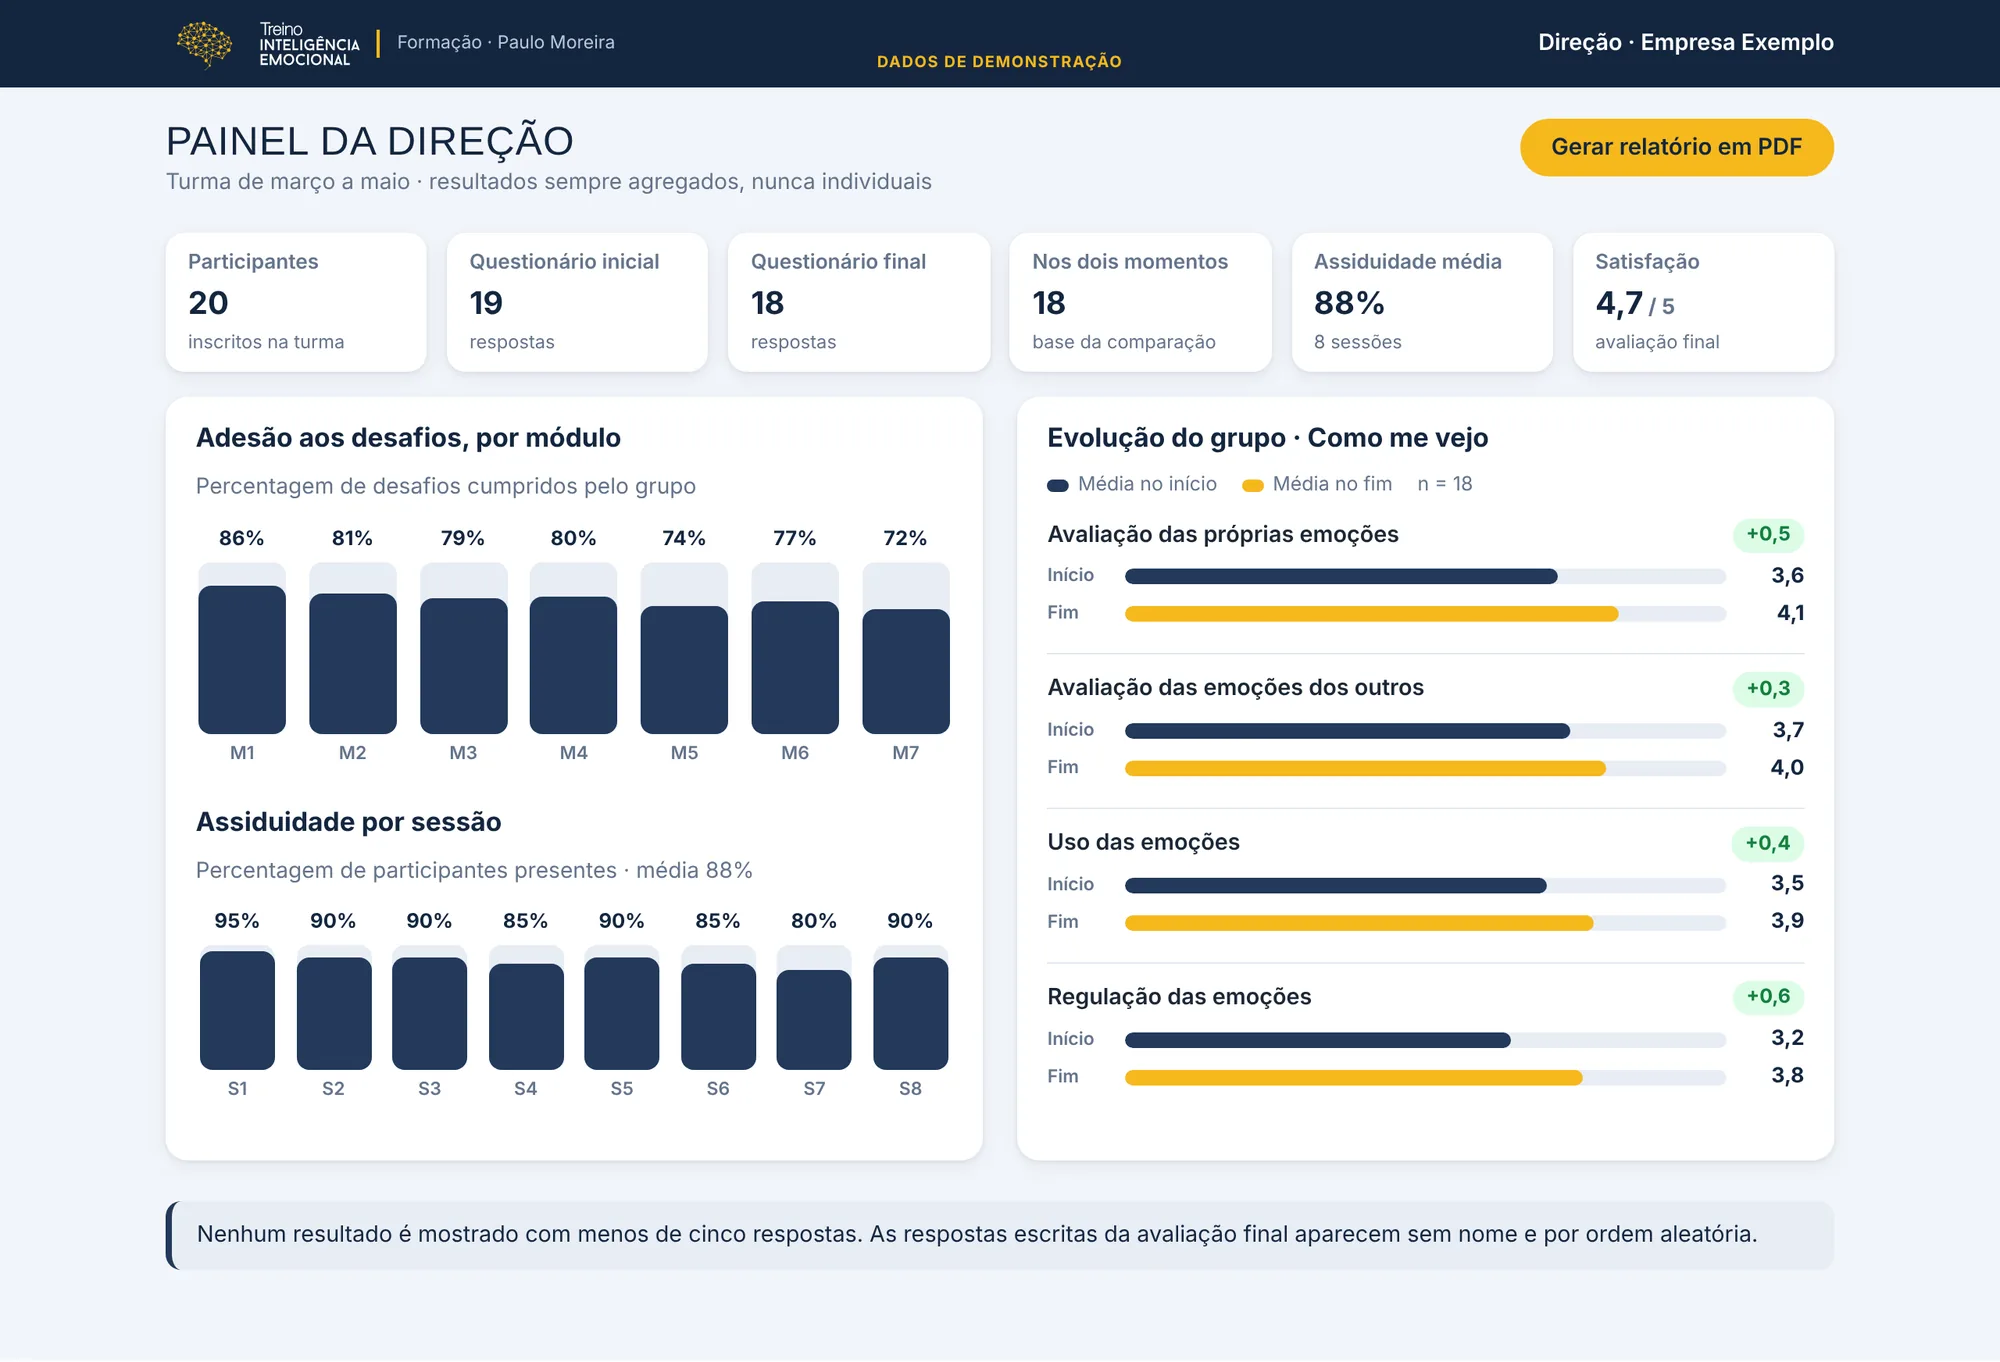 Treino
INTELIGÊNCIA
EMOCIONAL
Formação · Paulo Moreira
DADOS DE DEMONSTRAÇÃO
Direção · Empresa Exemplo
PAINEL DA DIREÇÃO
Turma de março a maio · resultados sempre agregados, nunca individuais
Gerar relatório em PDF
Participantes
20
inscritos na turma
Questionário inicial
19
respostas
Questionário final
18
respostas
Nos dois momentos
18
base da comparação
Assiduidade média
88%
8 sessões
Satisfação
4,7 / 5
avaliação final
Adesão aos desafios, por módulo
Percentagem de desafios cumpridos pelo grupo
86% 81% 79% 80% 74% 77% 72%
M1 M2 M3 M4 M5 M6 M7
Assiduidade por sessão
Percentagem de participantes presentes · média 88%
95% 90% 90% 85% 90% 85% 80% 90%
S1 S2 S3 S4 S5 S6 S7 S8
Evolução do grupo · Como me vejo
Média no início Média no fim n = 18
Avaliação das próprias emoções +0,5
Início 3,6
Fim 4,1
Avaliação das emoções dos outros +0,3
Início 3,7
Fim 4,0
Uso das emoções +0,4
Início 3,5
Fim 3,9
Regulação das emoções +0,6
Início 3,2
Fim 3,8
Nenhum resultado é mostrado com menos de cinco respostas. As respostas escritas da avaliação final aparecem sem nome e por ordem aleatória.